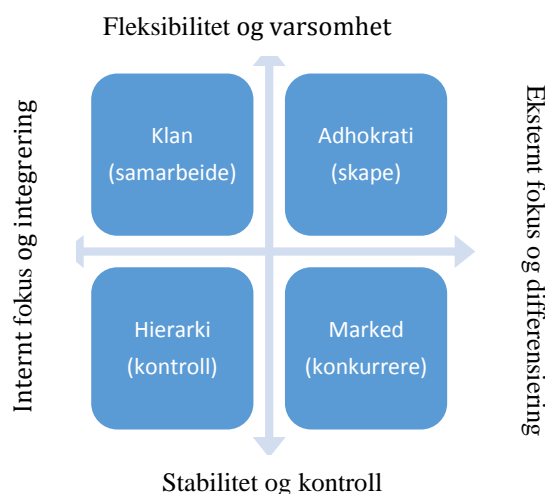 Fleksibilitet og varsomhet
Internt fokus og integrering
Klan
(samarbeide)
Adhokrati
(skape)
Eksternt fokus og differensiering
Hierarki
(kontroll)
Marked
(konkurrere)
Stabilitet og kontroll